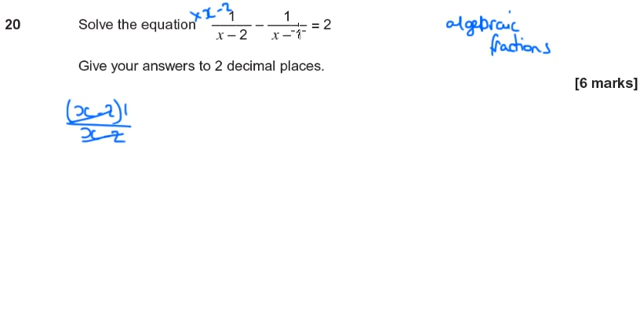 20 Solve the equation 1/(x − 2) − 1/(x − 1) = 2
× x - 2
algebraic
fractions
Give your answers to 2 decimal places.
[6 marks]
(x - 2) 1
x - 2